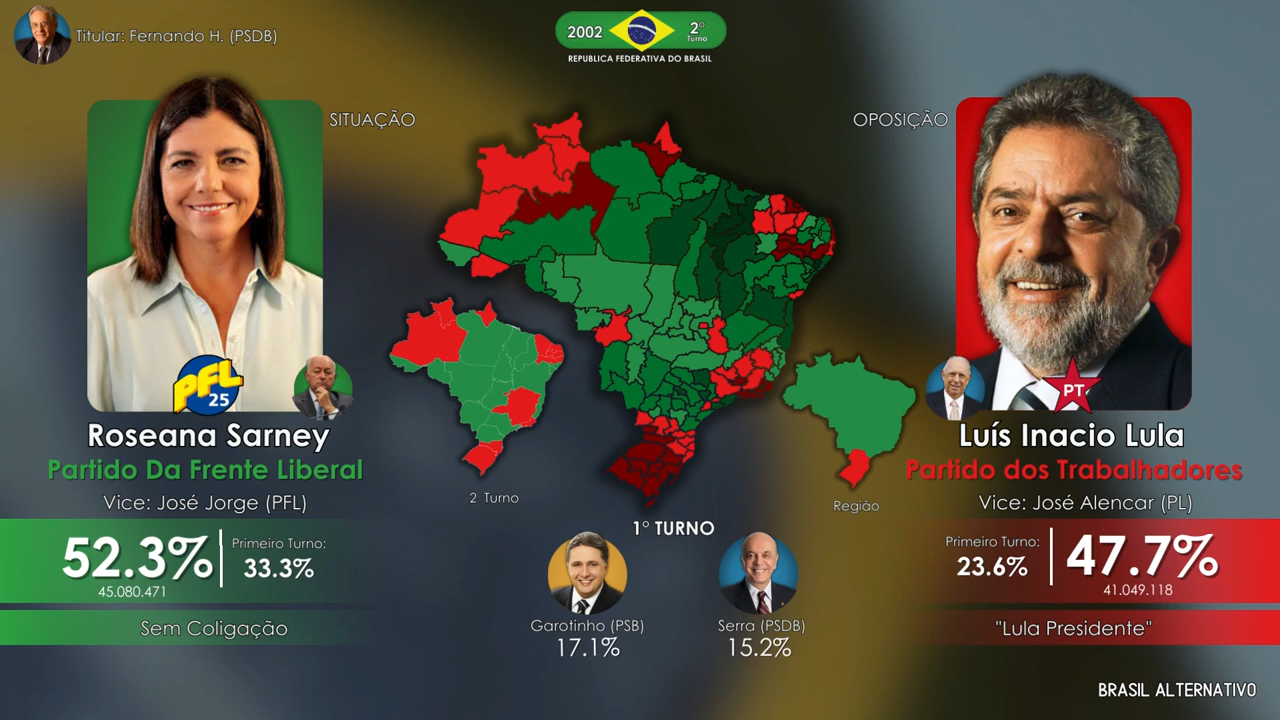 Titular: Fernando H. (PSDB)
2002
2°
Turno
REPUBLICA FEDERATIVA DO BRASIL
SITUAÇÃO
OPOSIÇÃO
PFL
25
PT
Roseana Sarney
Partido Da Frente Liberal
Vice: José Jorge (PFL)
52.3%
45.080.471
Primeiro Turno:
33.3%
Sem Coligação
2 Turno
Região
1° TURNO
Garotinho (PSB)
17.1%
Serra (PSDB)
15.2%
Luís Inacio Lula
Partido dos Trabalhadores
Vice: José Alencar (PL)
Primeiro Turno:
23.6%
47.7%
41.049.118
"Lula Presidente"
BRASIL ALTERNATIVO